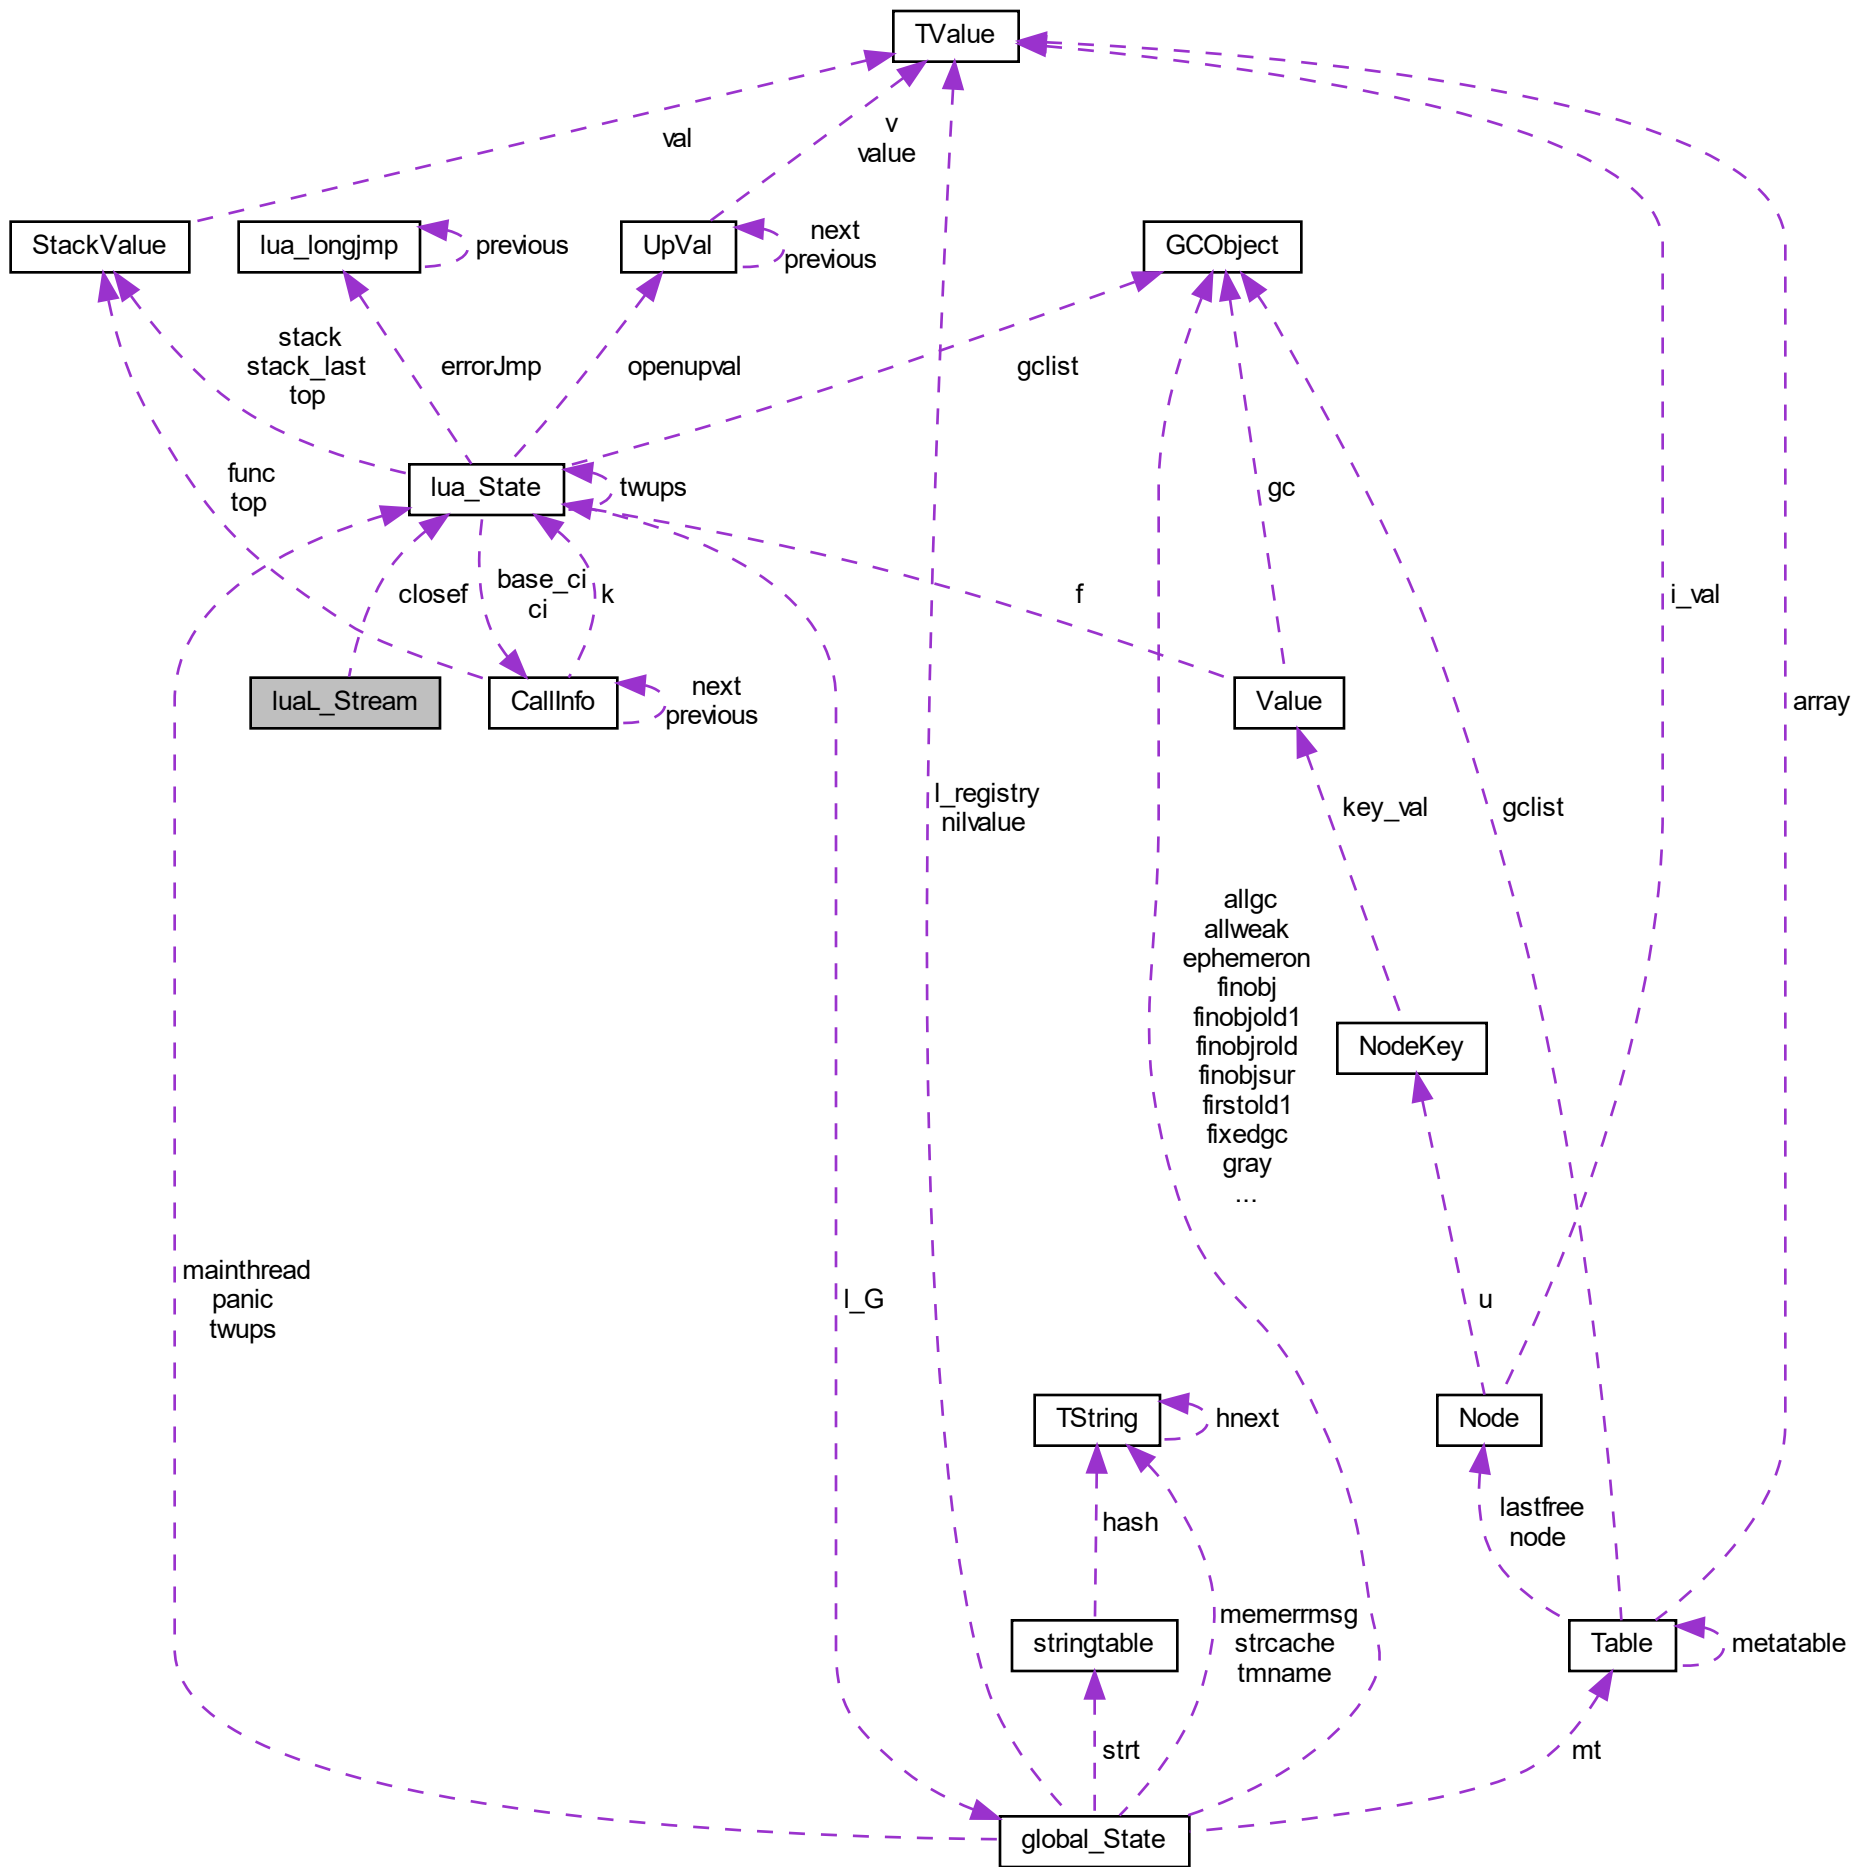 TValue
val
v
value
StackValue
lua_longjmp
previous
UpVal
next
previous
GCObject
stack
stack_last
top
errorJmp
openupval
gclist
func
top
lua_State
twups
gc
closef
base_ci
ci
k
f
i_val
luaL_Stream
CallInfo
next
previous
Value
array
l_registry
nilvalue
key_val
gclist
allgc
allweak
ephemeron
finobj
finobjold1
finobjrold
finobjsur
firstold1
fixedgc
gray
...
NodeKey
mainthread
panic
twups
l_G
u
TString
hnext
Node
hash
lastfree
node
memerrmsg
strcache
tmname
stringtable
Table
metatable
strt
mt
global_State